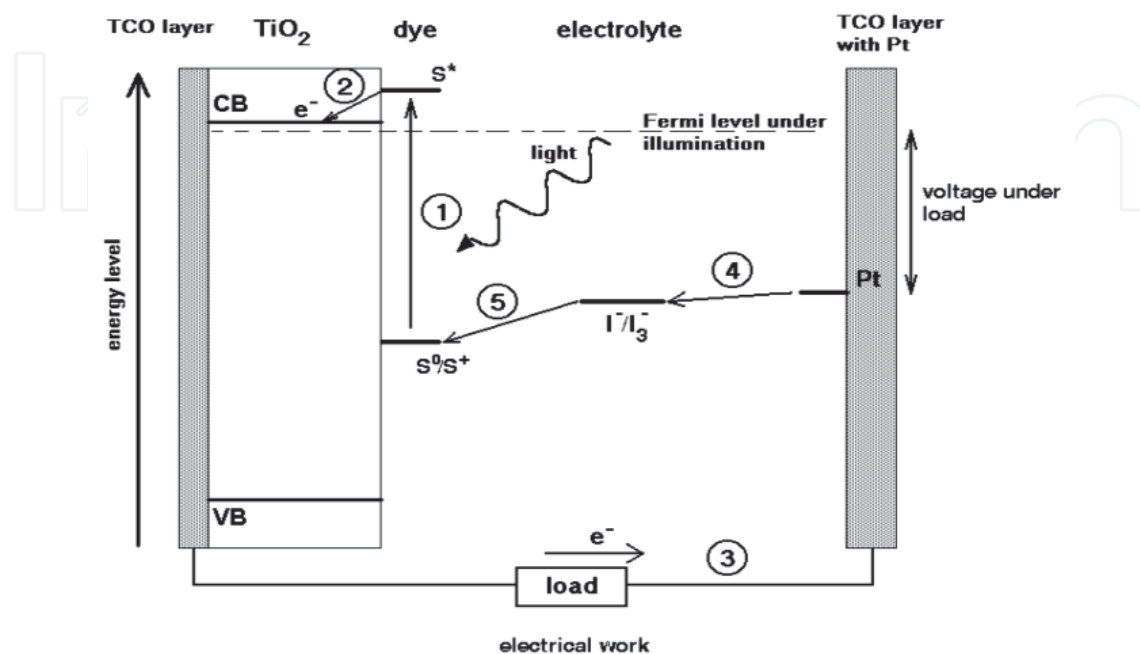 TCO layer
TiO₂
dye
electrolyte
TCO layer
with Pt
S*
②
CB
e⁻
Fermi level under
illumination
light
①
voltage under
load
energy level
④
Pt
⑤
I⁻/I₃⁻
S⁰/S⁺
VB
e⁻
③
load
electrical work